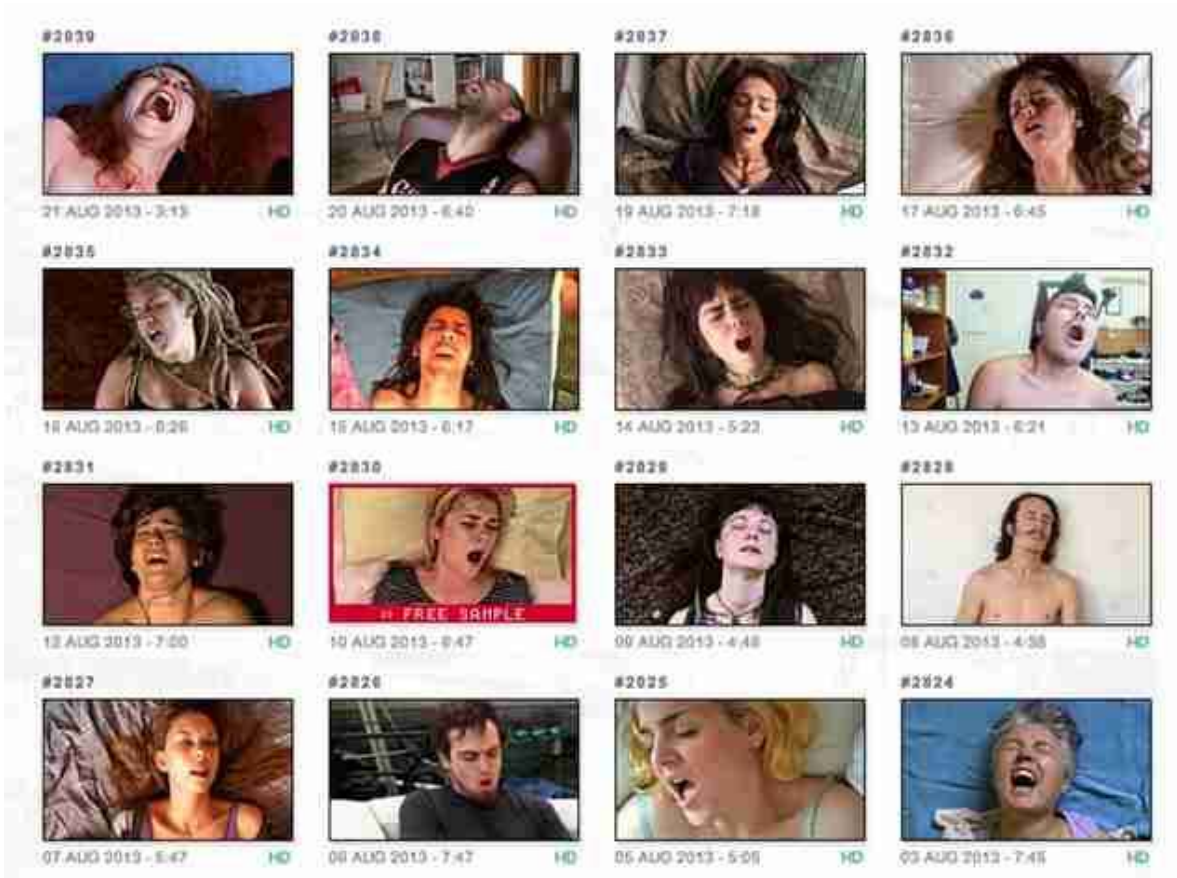 #2839 #2838 #2837 #2836
21 AUG 2013 - 3:13 HD 20 AUG 2013 - 6:40 HD 19 AUG 2013 - 7:18 HD 17 AUG 2013 - 6:45 HD
#2835 #2834 #2833 #2832
16 AUG 2013 - HD 15 AUG 2013 - 6:17 HD 14 AUG 2013 - 5:23 HD 13 AUG 2013 - 6:21 HD
#2831 #2830 #2829 #2828
>> FREE SAMPLE
12 AUG 2013 - 7:00 HD 10 AUG 2013 - HD 09 AUG 2013 - 4:48 HD 08 AUG 2013 - HD
#2827 #2826 #2825 #2824
07 AUG 2013 - 5:47 HD 06 AUG 2013 - 7:47 HD 05 AUG 2013 - 5:05 HD 03 AUG 2013 - 7:45 HD